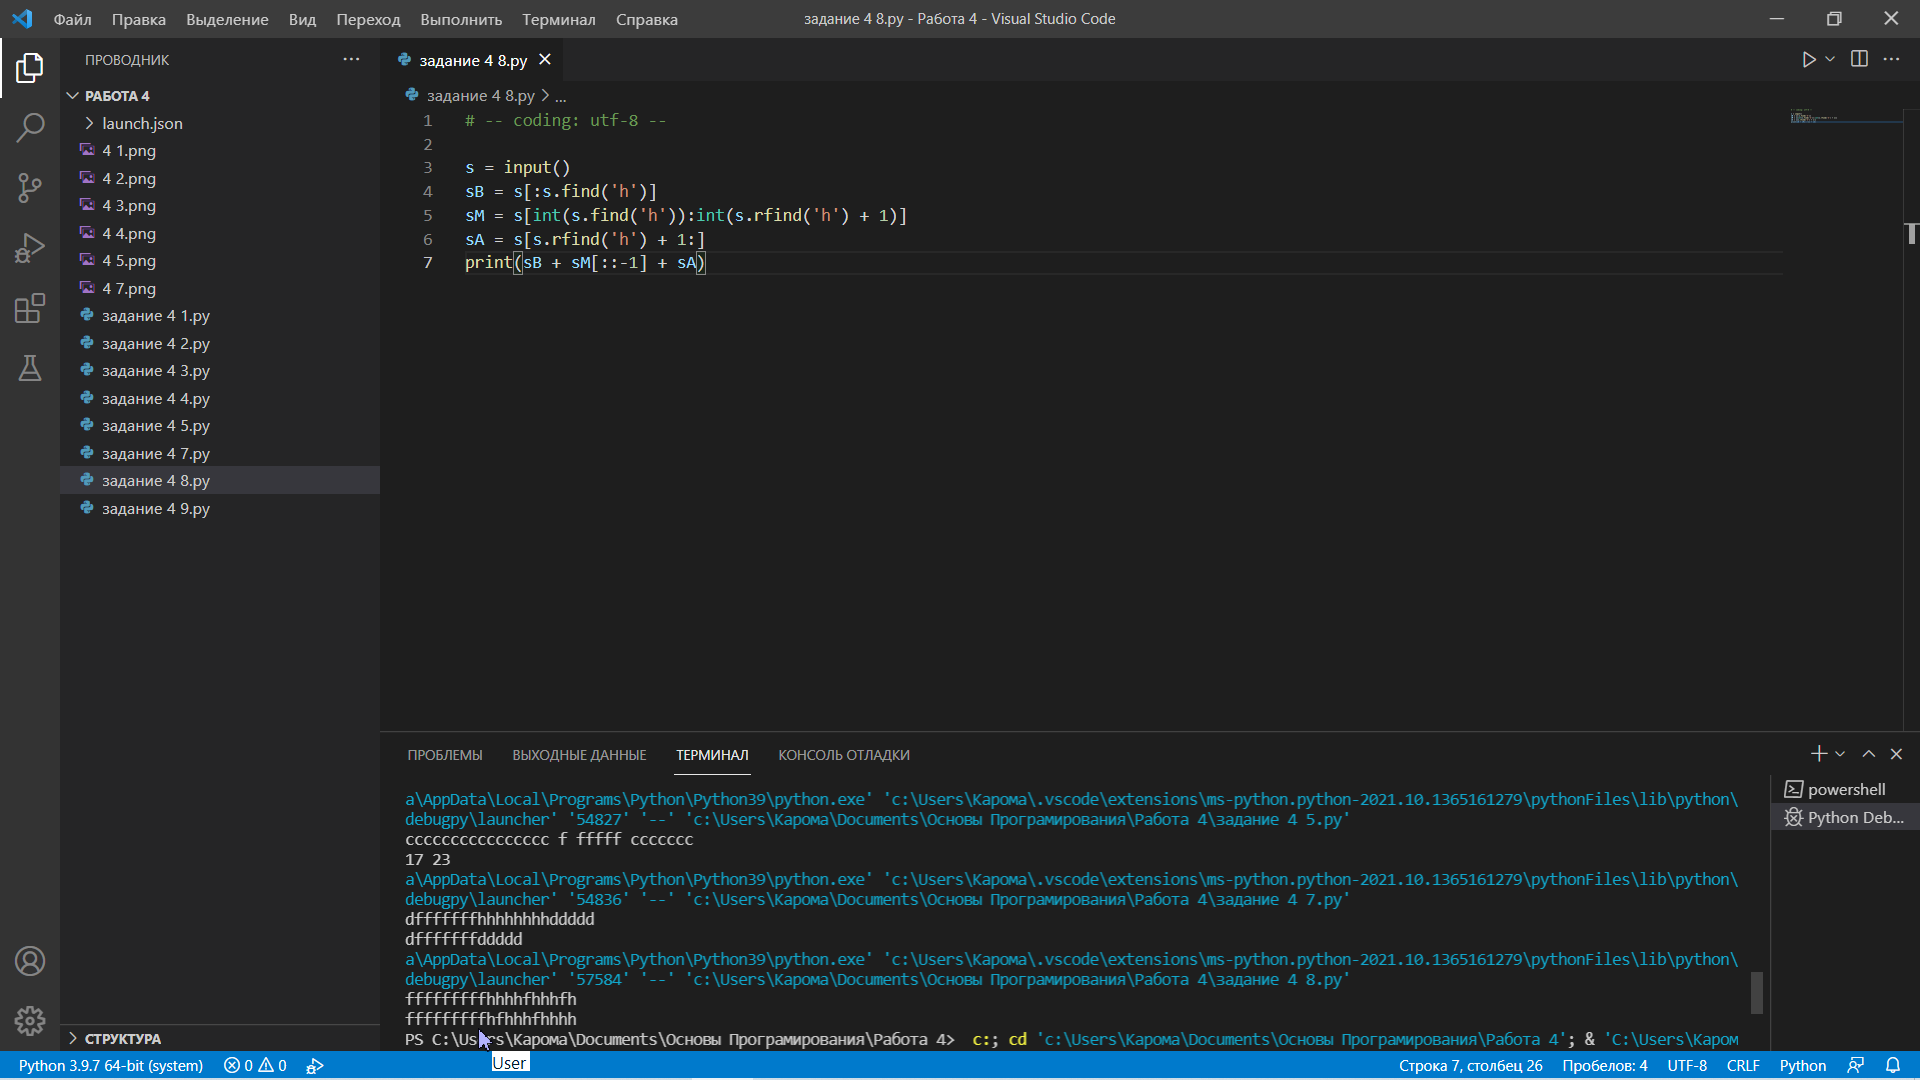 Файл Правка Выделение Вид Переход Выполнить Терминал Справка
задание 4 8.py - Работа 4 - Visual Studio Code
ПРОВОДНИК
РАБОТА 4
launch.json
4 1.png
4 2.png
4 3.png
4 4.png
4 5.png
4 7.png
задание 4 1.py
задание 4 2.py
задание 4 3.py
задание 4 4.py
задание 4 5.py
задание 4 7.py
задание 4 8.py
задание 4 9.py
СТРУКТУРА
задание 4 8.py
задание 4 8.py > ...
1 # -- coding: utf-8 --
2
3 s = input()
4 sB = s[:s.find('h')]
5 sM = s[int(s.find('h')):int(s.rfind('h') + 1)]
6 sA = s[s.rfind('h') + 1:]
7 print(sB + sM[::-1] + sA)
ПРОБЛЕМЫ ВЫХОДНЫЕ ДАННЫЕ ТЕРМИНАЛ КОНСОЛЬ ОТЛАДКИ
a\AppData\Local\Programs\Python\Python39\python.exe' 'c:\Users\Карома\.vscode\extensions\ms-python.python-2021.10.1365161279\pythonFiles\lib\python\
debugpy\launcher' '54827' '--' 'c:\Users\Карома\Documents\Основы Програмирования\Работа 4\задание 4 5.py'
cccccccccccccccc f fffff ccccccc
17 23
a\AppData\Local\Programs\Python\Python39\python.exe' 'c:\Users\Карома\.vscode\extensions\ms-python.python-2021.10.1365161279\pythonFiles\lib\python\
debugpy\launcher' '54836' '--' 'c:\Users\Карома\Documents\Основы Програмирования\Работа 4\задание 4 7.py'
dfffffffhhhhhhhhddddd
dfffffffddddd
a\AppData\Local\Programs\Python\Python39\python.exe' 'c:\Users\Карома\.vscode\extensions\ms-python.python-2021.10.1365161279\pythonFiles\lib\python\
debugpy\launcher' '57584' '--' 'c:\Users\Карома\Documents\Основы Програмирования\Работа 4\задание 4 8.py'
fffffffffhhhhfhhhfh
fffffffffhfhhhfhhhh
PS C:\Users\Карома\Documents\Основы Програмирования\Работа 4> c:; cd 'c:\Users\Карома\Documents\Основы Програмирования\Работа 4'; & 'C:\Users\Каром
powershell
Python Deb...
User
Python 3.9.7 64-bit (system) 0 0
Строка 7, столбец 26 Пробелов: 4 UTF-8 CRLF Python